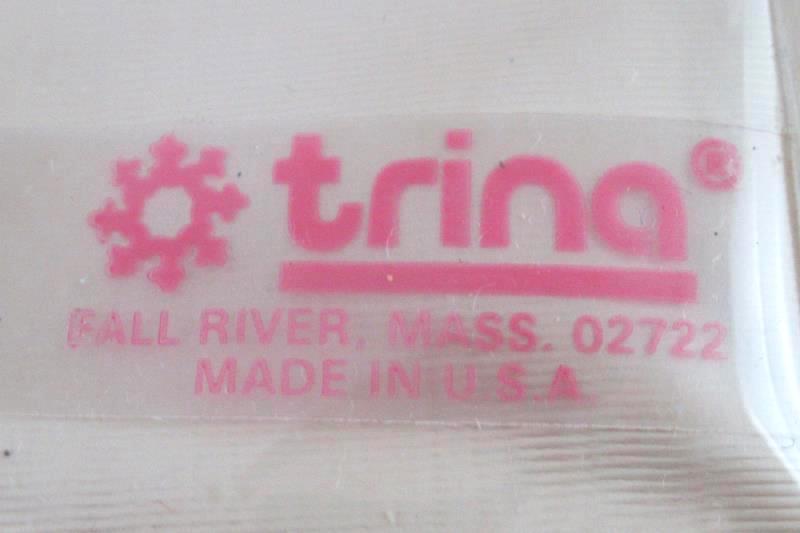 trina®
FALL RIVER, MASS. 02722
MADE IN U.S.A.